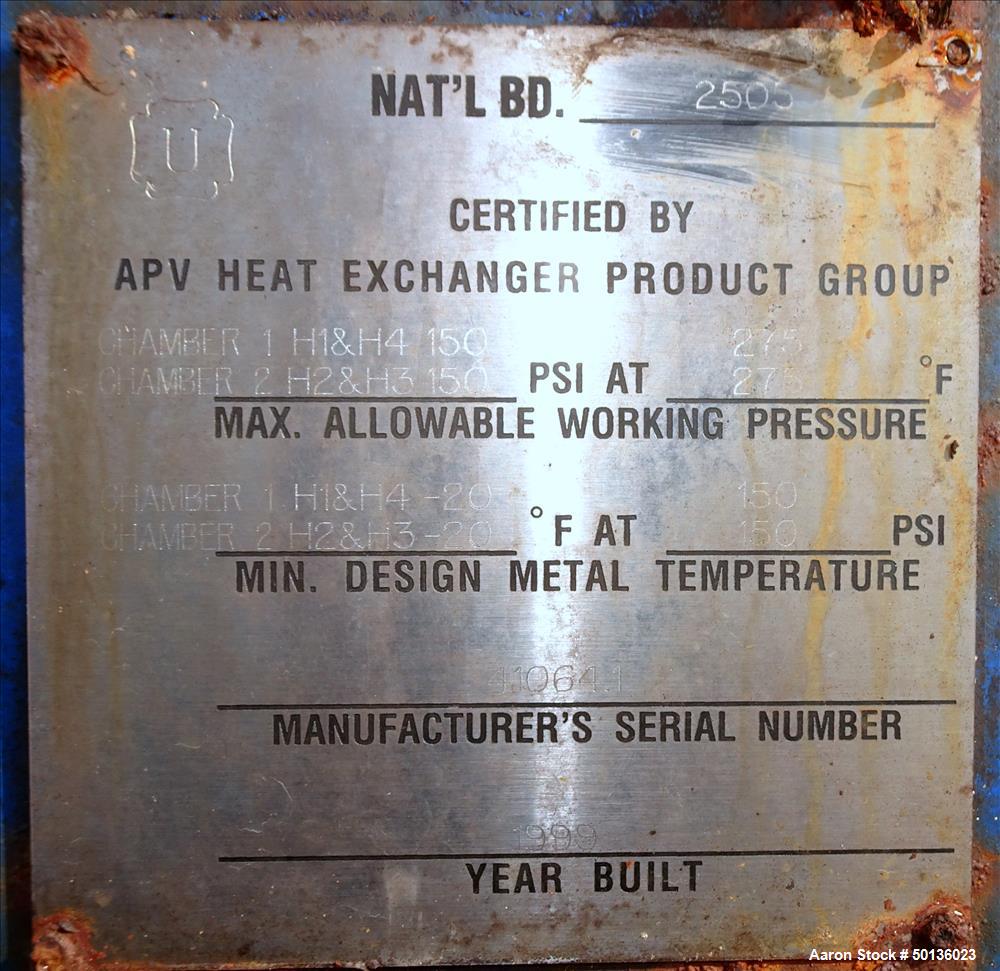 NAT'L BD. 2505
U
CERTIFIED BY
APV HEAT EXCHANGER PRODUCT GROUP
CHAMBER 1 H1&H4 150 275
CHAMBER 2 H2&H3 150 PSI AT 275 °F
MAX. ALLOWABLE WORKING PRESSURE
CHAMBER 1 H1&H4 -20 150
CHAMBER 2 H2&H3 -20 °F AT 150 PSI
MIN. DESIGN METAL TEMPERATURE
41064.1
MANUFACTURER'S SERIAL NUMBER
1999
YEAR BUILT
Aaron Stock # 50136023